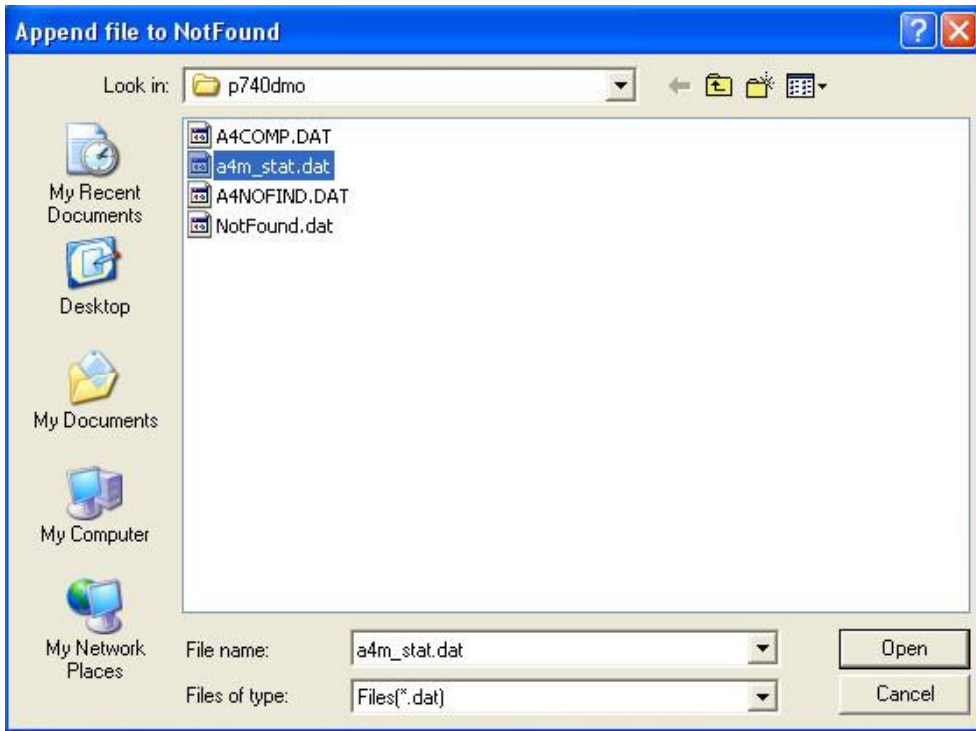 Append file to NotFound
Look in: p740dmo
A4COMP.DAT
a4m_stat.dat
A4NOFIND.DAT
NotFound.dat
My Recent
Documents
Desktop
My Documents
My Computer
My Network
Places
File name: a4m_stat.dat Open
Files of type: Files(*.dat) Cancel